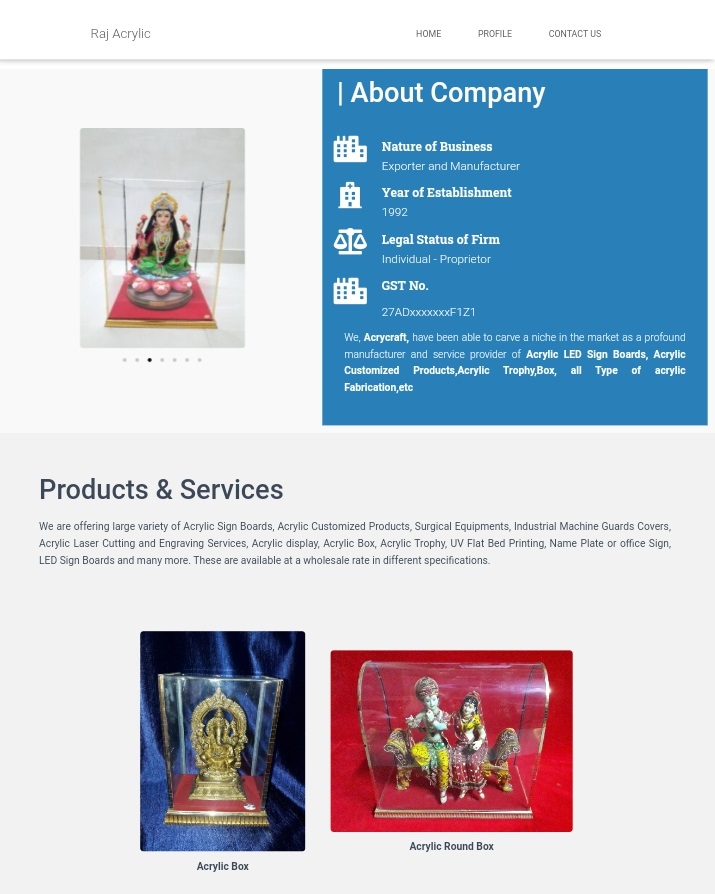 Raj Acrylic
HOME PROFILE CONTACT US
| About Company
Nature of Business
Exporter and Manufacturer
Year of Establishment
1992
Legal Status of Firm
Individual - Proprietor
GST No.
27ADxxxxxxxF1Z1
We, Acrycraft, have been able to carve a niche in the market as a profound
manufacturer and service provider of Acrylic LED Sign Boards, Acrylic
Customized Products,Acrylic Trophy,Box, all Type of acrylic
Fabrication,etc
Products & Services
We are offering large variety of Acrylic Sign Boards, Acrylic Customized Products, Surgical Equipments, Industrial Machine Guards Covers,
Acrylic Laser Cutting and Engraving Services, Acrylic display, Acrylic Box, Acrylic Trophy, UV Flat Bed Printing, Name Plate or office Sign,
LED Sign Boards and many more. These are available at a wholesale rate in different specifications.
Acrylic Box
Acrylic Round Box